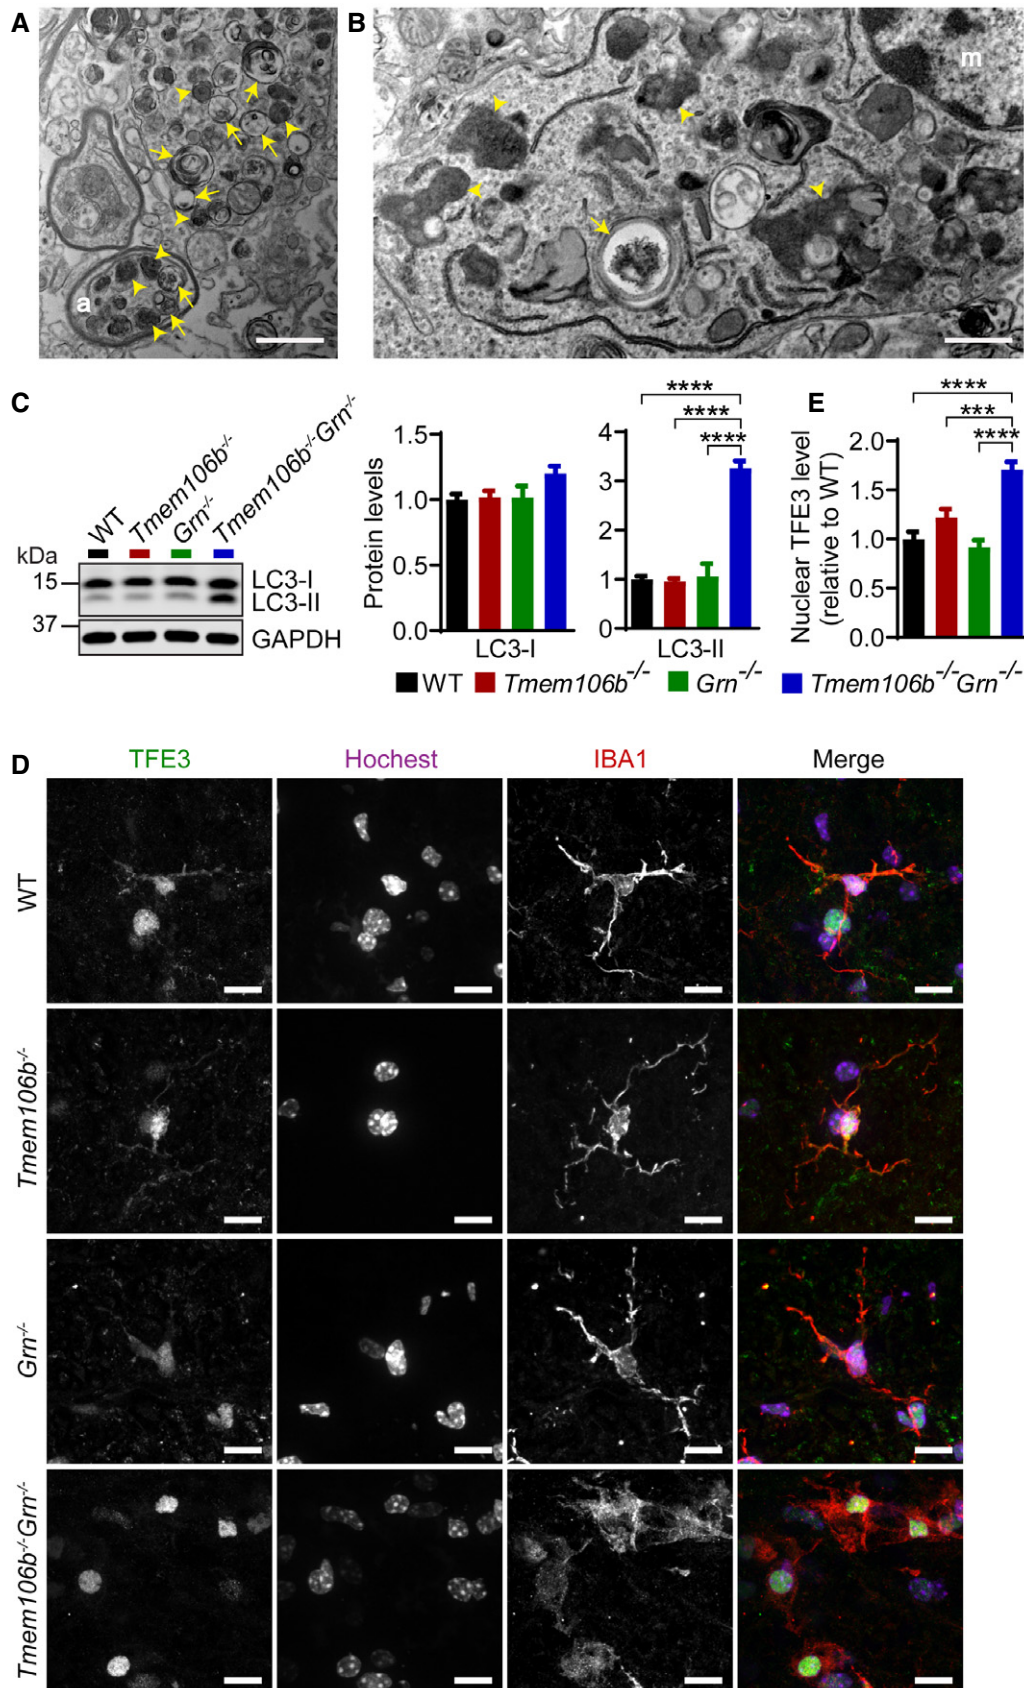 A
B
m
a
C
kDa
WT
Tmem106b-/-
Grn-/-
Tmem106b-/-Grn-/-
15
37
LC3-I
LC3-II
GAPDH
Protein levels
1.5
1.0
0.5
0.0
LC3-I
****
****
****
4
3
2
1
0
LC3-II
E
Nuclear TFE3 level
(relative to WT)
****
***
****
2.0
1.5
1.0
0.5
0.0
WT Tmem106b-/- Grn-/- Tmem106b-/-Grn-/-
D
TFE3 Hochest IBA1 Merge
WT
Tmem106b-/-
Grn-/-
Tmem106b-/-Grn-/-